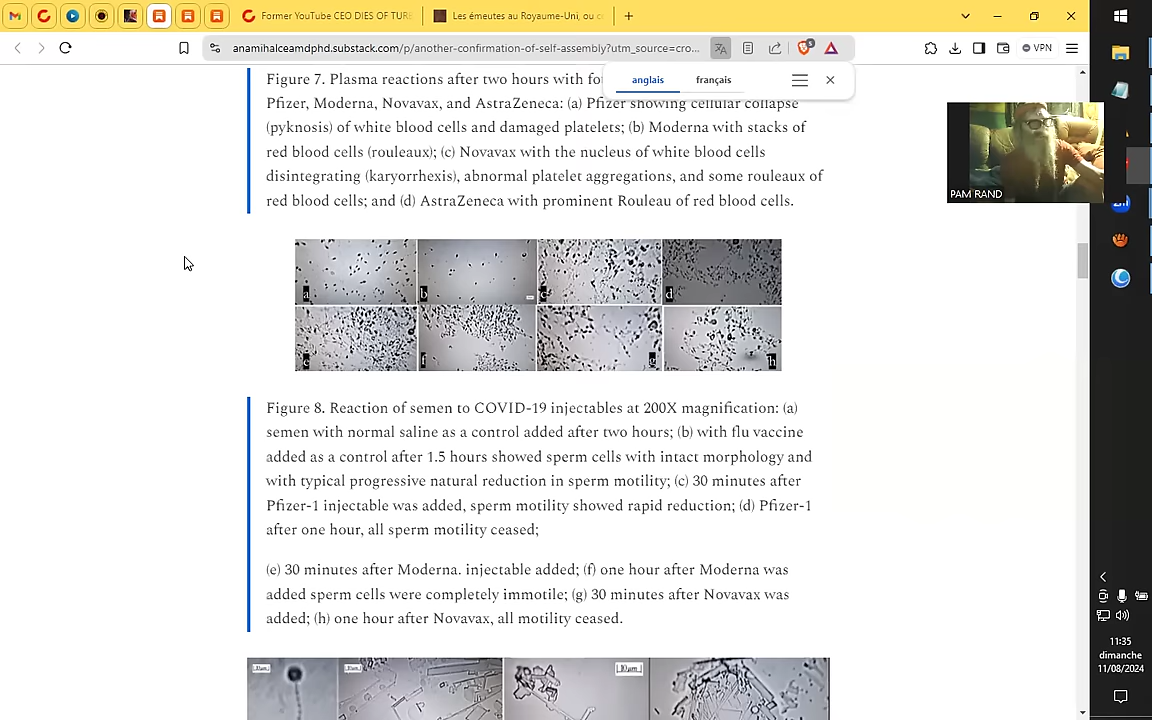 Former YouTube CEO DIES OF TUR
Les émeutes au Royaume-Uni, ou c
anamihalceamdphd.substack.com/p/another-confirmation-of-self-assembly?utm_source=cro...
VPN
anglais
français
Figure 7. Plasma reactions after two hours with fo
Pfizer, Moderna, Novavax, and AstraZeneca: (a) Pfizer showing cellular collapse
(pyknosis) of white blood cells and damaged platelets; (b) Moderna with stacks of
red blood cells (rouleaux); (c) Novavax with the nucleus of white blood cells
disintegrating (karyorrhexis), abnormal platelet aggregations, and some rouleaux of
red blood cells; and (d) AstraZeneca with prominent Rouleau of red blood cells.
PAM RAND
a
b
c
d
e
f
g
h
Figure 8. Reaction of semen to COVID-19 injectables at 200X magnification: (a)
semen with normal saline as a control added after two hours; (b) with flu vaccine
added as a control after 1.5 hours showed sperm cells with intact morphology and
with typical progressive natural reduction in sperm motility; (c) 30 minutes after
Pfizer-1 injectable was added, sperm motility showed rapid reduction; (d) Pfizer-1
after one hour, all sperm motility ceased;
(e) 30 minutes after Moderna. injectable added; (f) one hour after Moderna was
added sperm cells were completely immotile; (g) 30 minutes after Novavax was
added; (h) one hour after Novavax, all motility ceased.
10µm
11:35
dimanche
11/08/2024